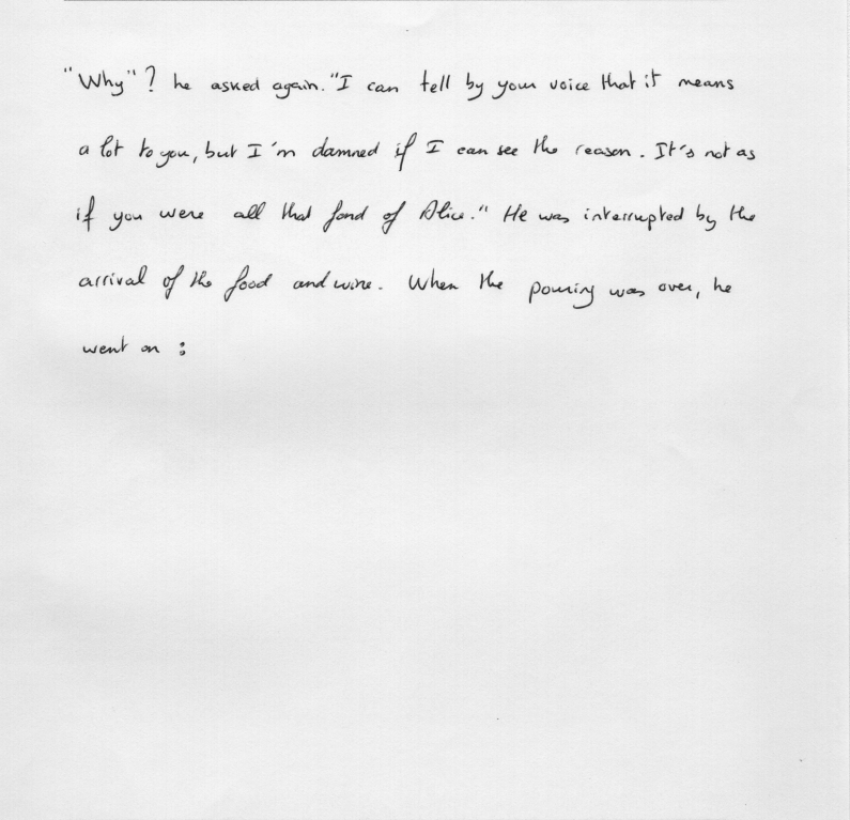 "Why"? he asked again. "I can tell by your voice that it means
a lot to you, but I'm damned if I can see the reason. It's not as
if you were all that fond of Alice." He was interrupted by the
arrival of the food and wine. When the pouring was over, he
went on :